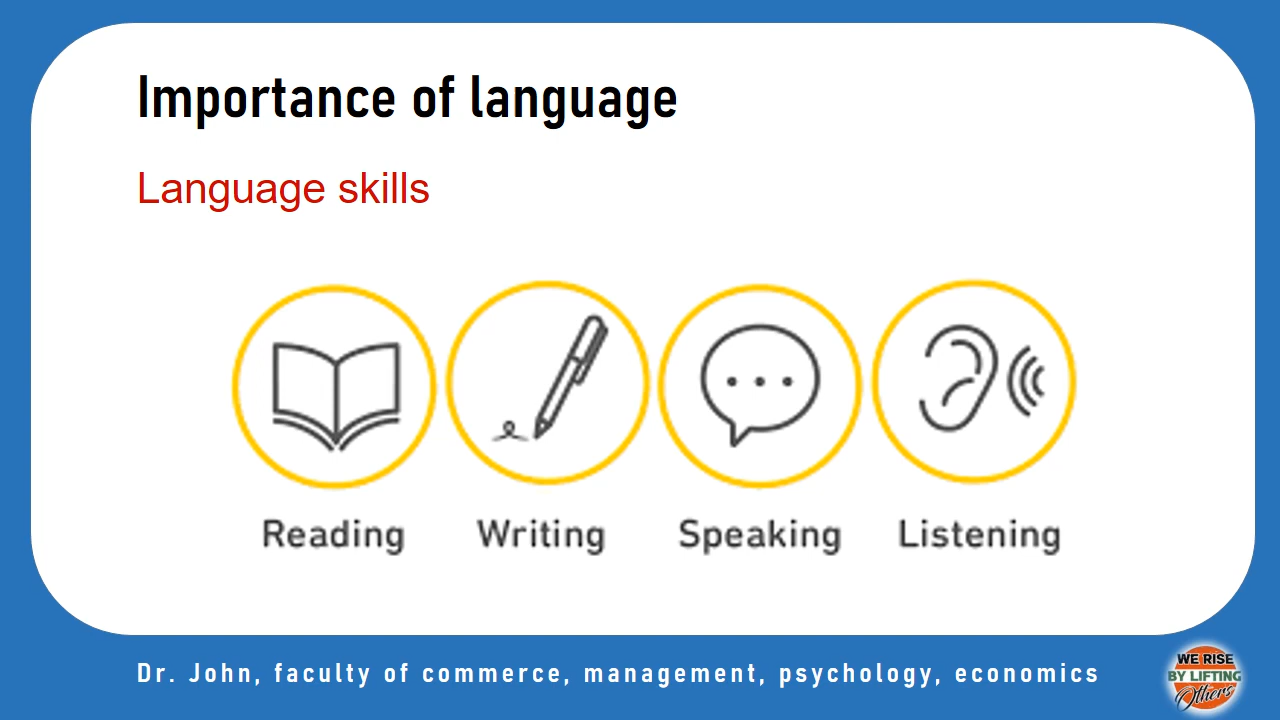 Importance of language
Language skills
Reading Writing Speaking Listening
Dr. John, faculty of commerce, management, psychology, economics
WE RISE
BY LIFTING
Others